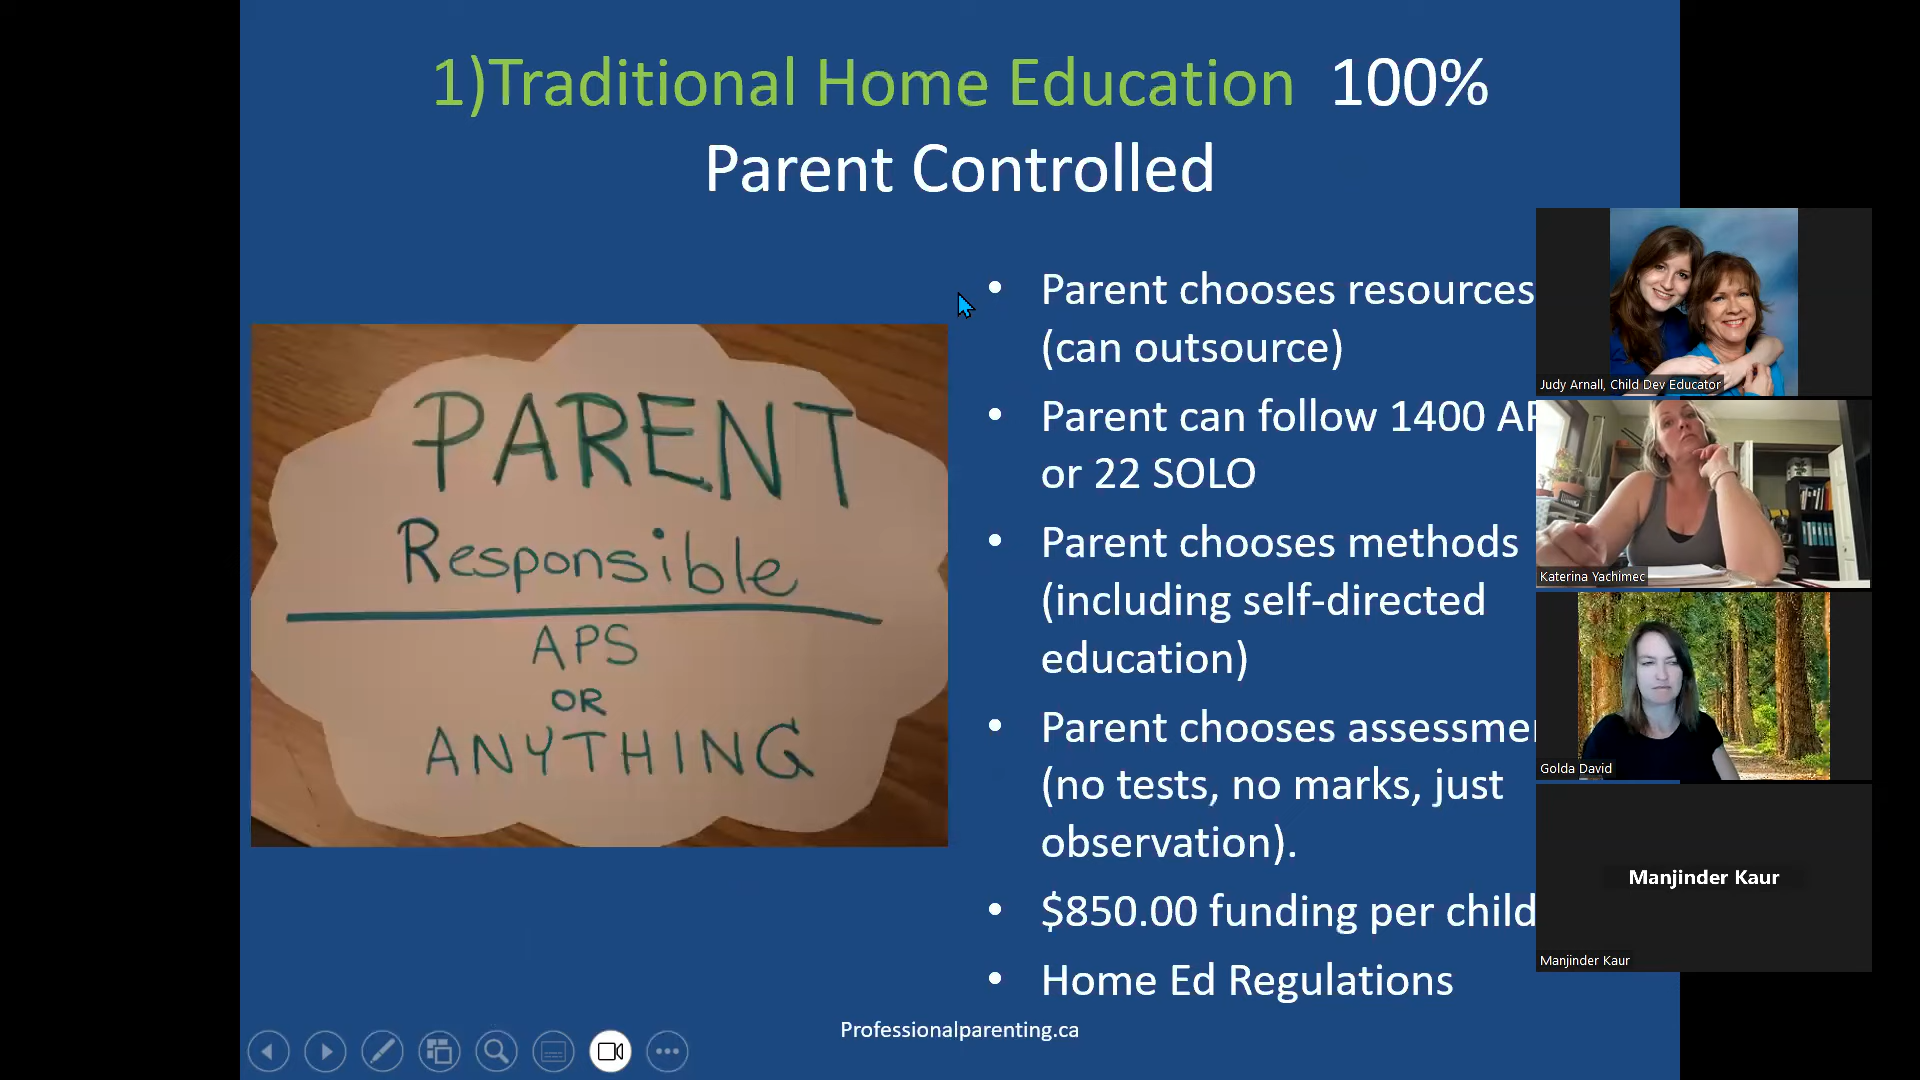 1)Traditional Home Education 100%
Parent Controlled
PARENT
Responsible
APS
OR
ANYTHING
• Parent chooses resources
(can outsource)
• Parent can follow 1400
or 22 SOLO
• Parent chooses methods
(including self-directed
education)
• Parent chooses
(no tests, no marks, just
observation).
• $850.00 funding per child
• Home Ed Regulations
Professionalparenting.ca
Judy Arnall, Child Dev Educator
Katerina Yachimec
Golda David
Manjinder Kaur
Manjinder Kaur